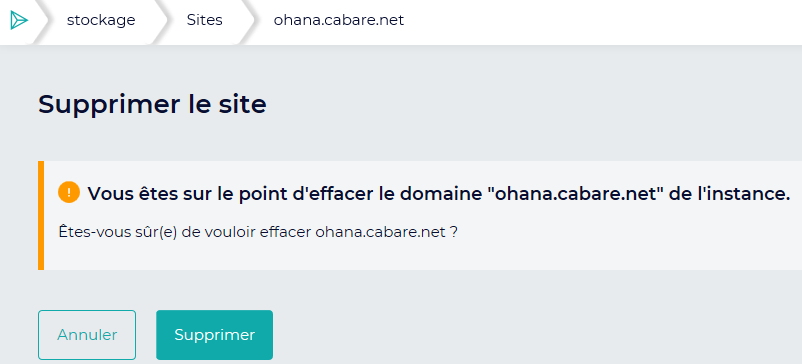 stockage Sites ohana.cabare.net
Supprimer le site
! Vous êtes sur le point d'effacer le domaine "ohana.cabare.net" de l'instance.
Êtes-vous sûr(e) de vouloir effacer ohana.cabare.net ?
Annuler Supprimer